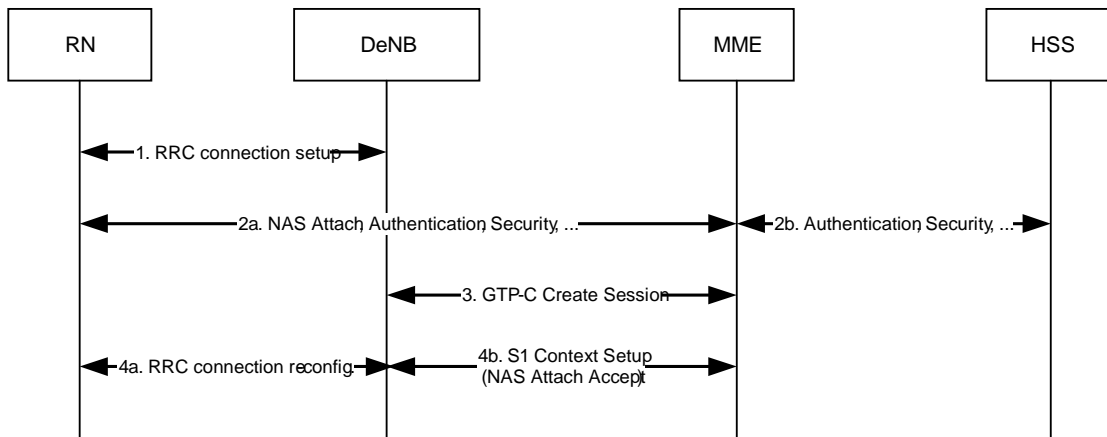 RN DeNB MME HSS
1. RRC connection setup
2a. NAS Attach, Authentication, Security, ... 2b. Authentication, Security, ...
3. GTP-C Create Session
4a. RRC connection reconfig. 4b. S1 Context Setup
(NAS Attach Accept)